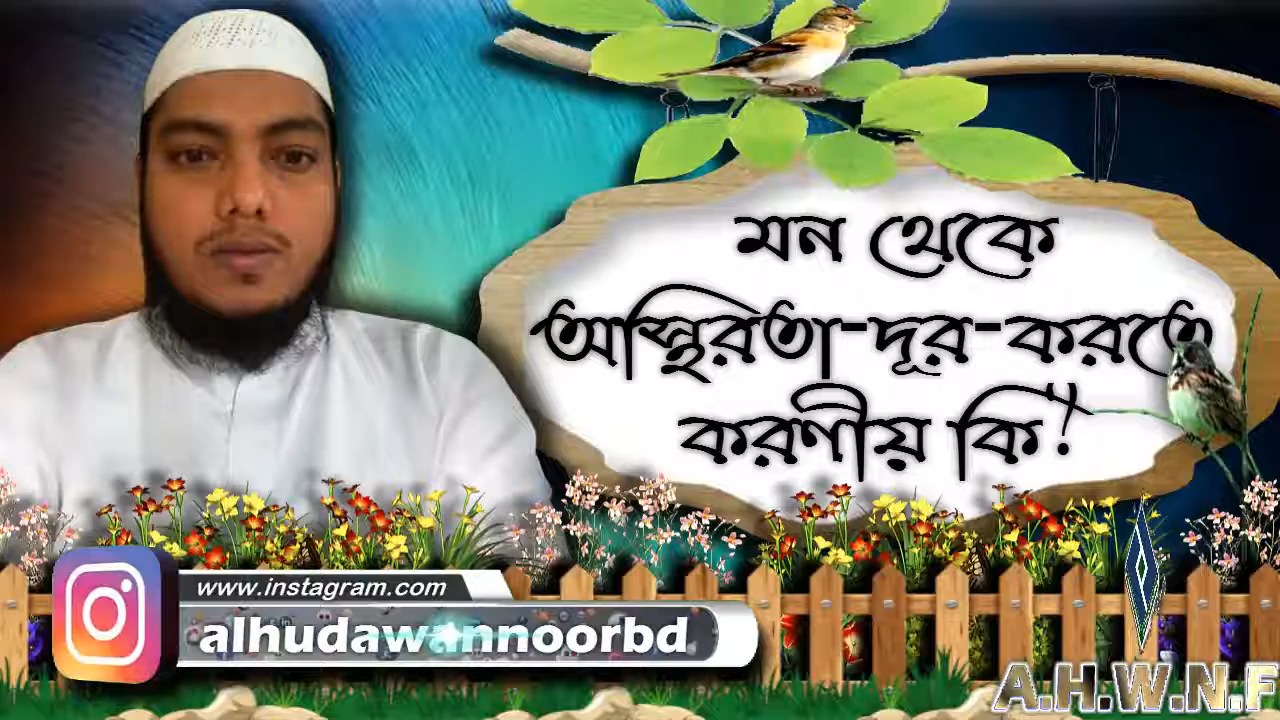 মন থেকে
অস্থিরতা-দূর-করতে
করণীয় কি!!
www.instagram.com
alhudawannoorbd
A.H.W.N.F